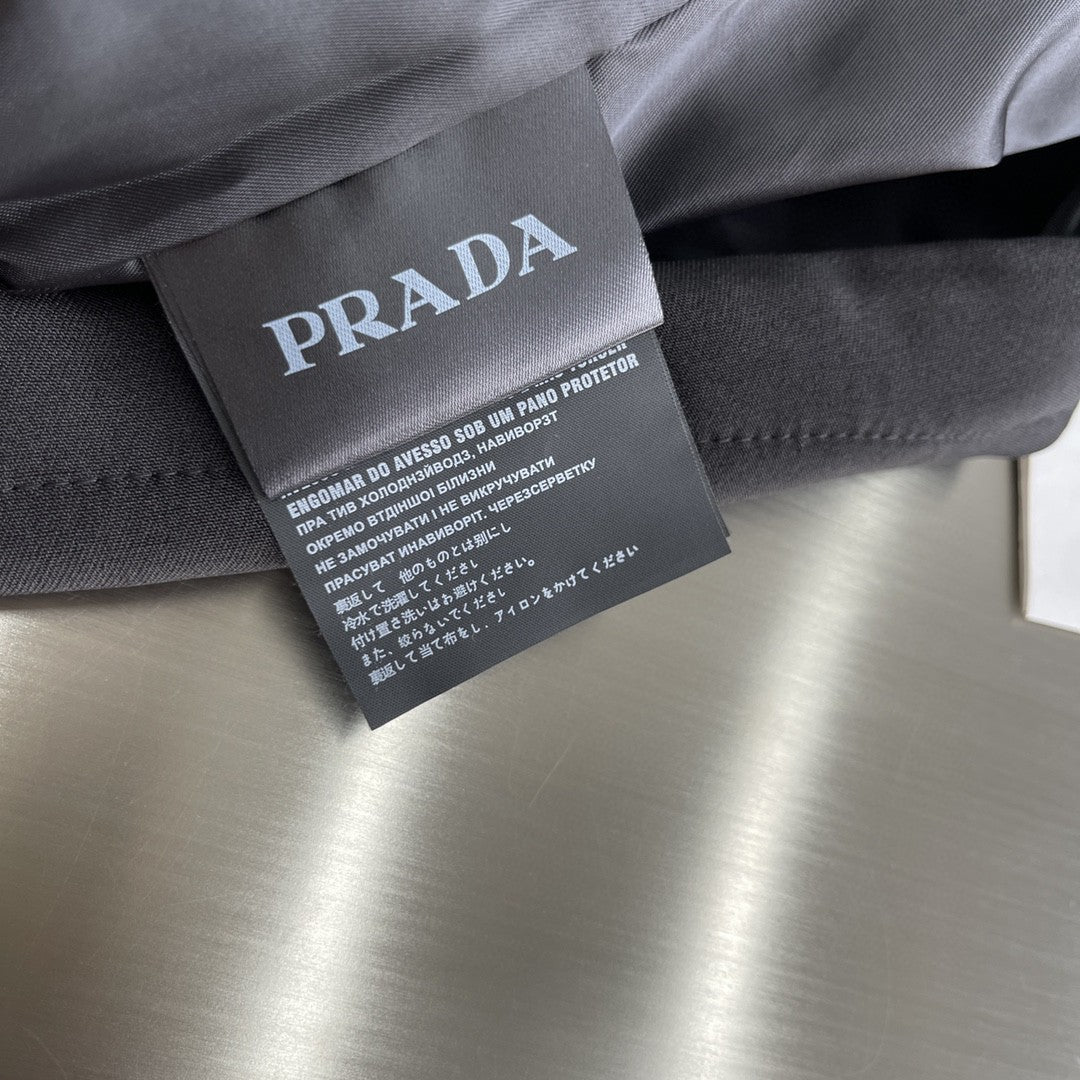 PRADA
ENGOMAR DO AVESSO SOB UM PANO PROTETOR
ПРА ТИВ ХОЛОДНЗЙВОДЗ, НАВИВОРЗТ
ОКРЕМО ВТДІНШОІ БІЛИЗНИ
НЕ ЗАМОЧУВАТИ І НЕ ВИКРУЧУВАТИ
ПРАСУВАТ ИНАВИВОРІТ. ЧЕРЕЗСЕРВЕТКУ
裏返して 他のものとは別にし
冷水で洗濯してください
付け置き洗いはお避けください。
また、絞らないでください
裏返して当て布をし、アイロンをかけてください